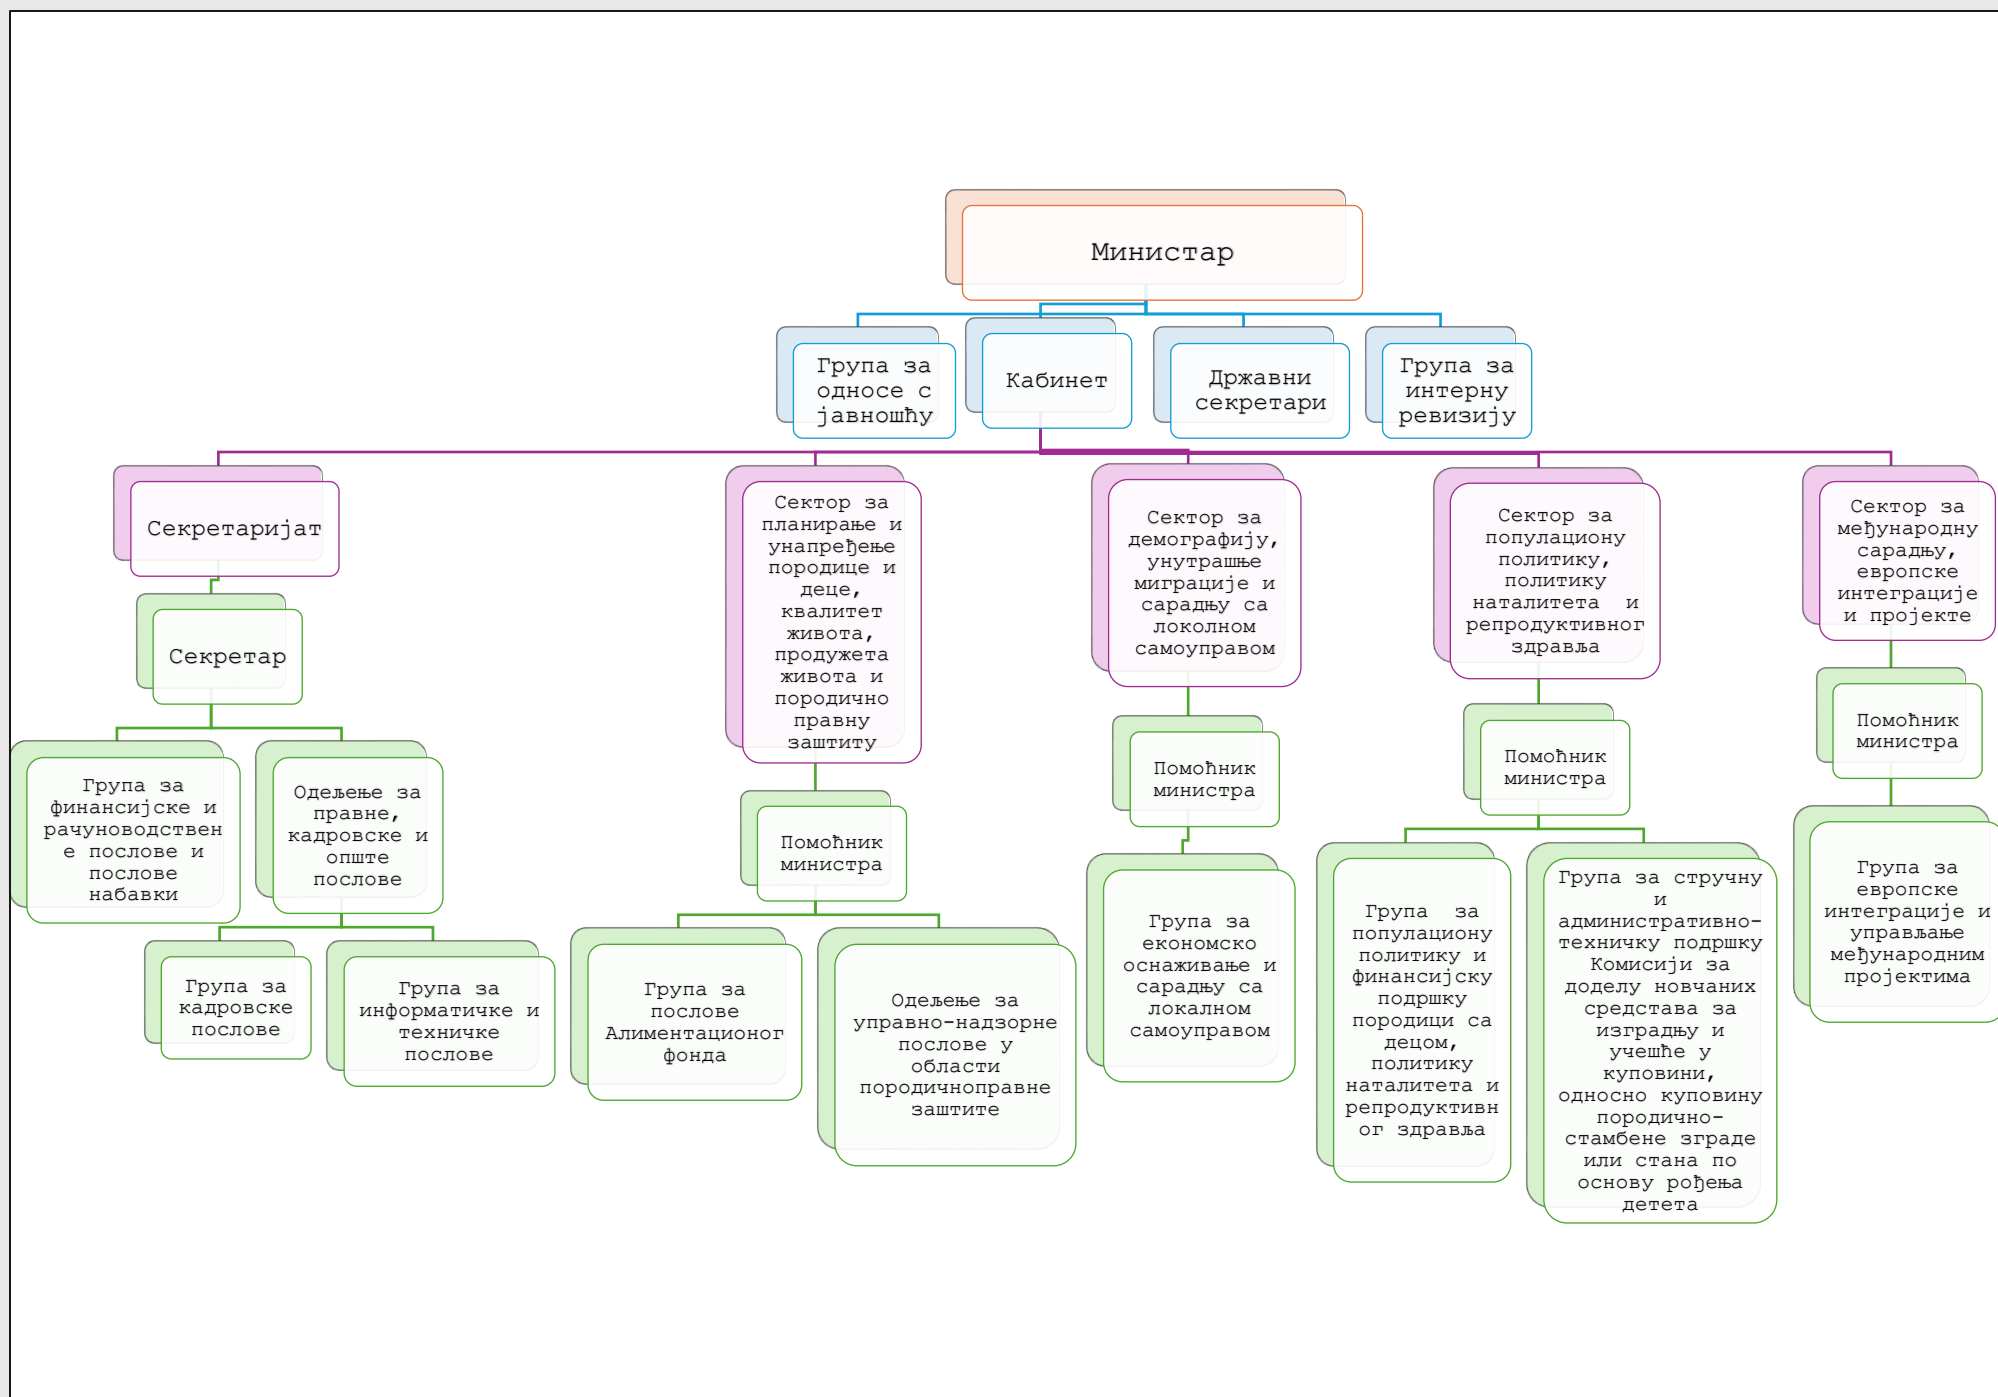 Министар
Група за
односе с
јавношћу
Кабинет
Државни
секретари
Група за
интерну
ревизију
Секретаријат
Сектор за
планирање и
унапређење
породице и
деце,
квалитет
живота,
продужета
живота и
породично
правну
заштиту
Сектор за
демографију,
унутрашње
миграције и
сарадњу са
локолном
самоуправом
Сектор за
популациону
политику,
политику
наталитета и
репродуктивног
здравља
Сектор за
међународну
сарадњу,
европске
интеграције
и пројекте
Секретар
Помоћник
министра
Помоћник
министра
Помоћник
министра
Помоћник
министра
Група за
финансијске и
рачуноводствен
е послове и
послове
набавки
Одељење за
правне,
кадровске и
опште
послове
Група за
кадровске
послове
Група за
информатичке и
техничке
послове
Група за
послове
Алиментационог
фонда
Одељење за
управно-надзорне
послове у
области
породичноправне
заштите
Група за
економско
оснаживање и
сарадњу са
локалном
самоуправом
Група за
популациону
политику и
финансијску
подршку
породици са
децом,
политику
наталитета и
репродуктивн
ог здравља
Група за стручну
и
административно-
техничку подршку
Комисији за
доделу новчаних
средстава за
изградњу и
учешће у
куповини,
односно куповину
породично-
стамбене зграде
или стана по
основу рођења
детета
Група за
европске
интеграције и
управљање
међународним
пројектима